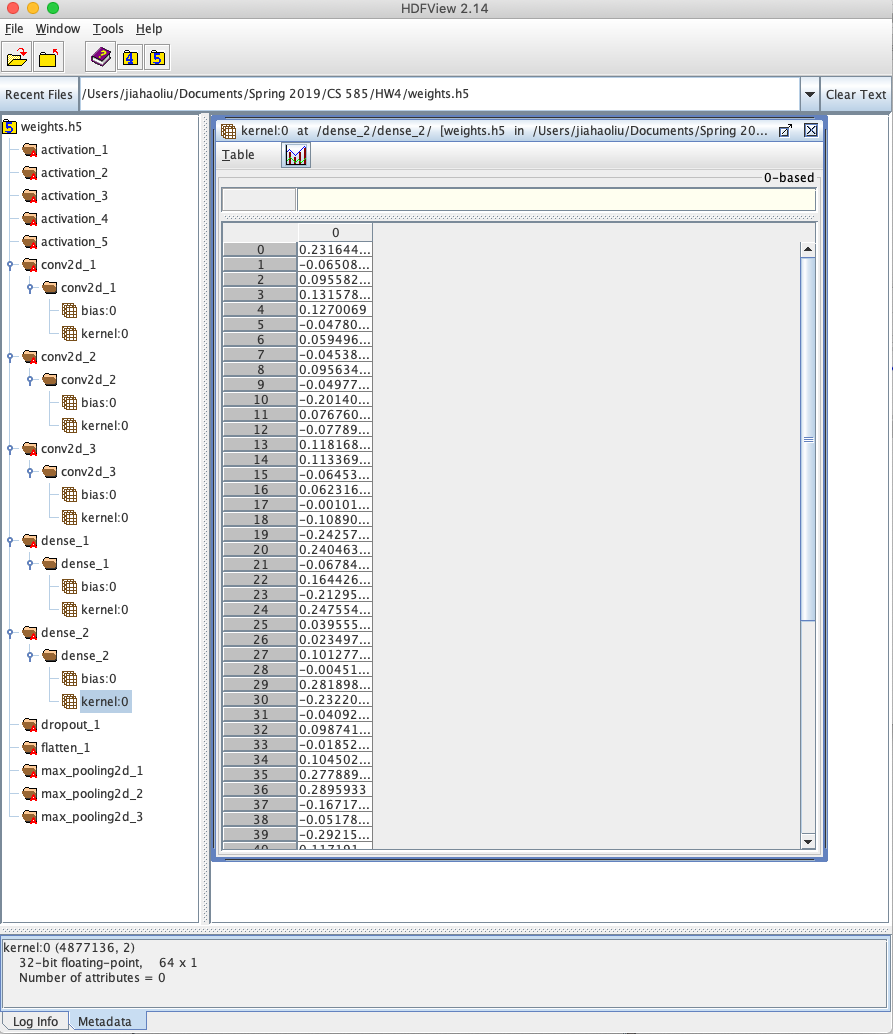 HDFView 2.14
File Window Tools Help
4 5
Recent Files /Users/jiahaoliu/Documents/Spring 2019/CS 585/HW4/weights.h5 Clear Text
5 weights.h5
activation_1
activation_2
activation_3
activation_4
activation_5
conv2d_1
conv2d_1
bias:0
kernel:0
conv2d_2
conv2d_2
bias:0
kernel:0
conv2d_3
conv2d_3
bias:0
kernel:0
dense_1
dense_1
bias:0
kernel:0
dense_2
dense_2
bias:0
kernel:0
dropout_1
flatten_1
max_pooling2d_1
max_pooling2d_2
max_pooling2d_3
kernel:0 at /dense_2/dense_2/ [weights.h5 in /Users/jiahaoliu/Documents/Spring 20...
Table
0-based
0
0 0.231644...
1 -0.06508...
2 0.095582...
3 0.131578...
4 0.1270069
5 -0.04780...
6 0.059496...
7 -0.04538...
8 0.095634...
9 -0.04977...
10 -0.20140...
11 0.076760...
12 -0.07789...
13 0.118168...
14 0.113369...
15 -0.06453...
16 0.062316...
17 -0.00101...
18 -0.10890...
19 -0.24257...
20 0.240463...
21 -0.06784...
22 0.164426...
23 -0.21295...
24 0.247554...
25 0.039555...
26 0.023497...
27 0.101277...
28 -0.00451...
29 0.281898...
30 -0.23220...
31 -0.04092...
32 0.098741...
33 -0.01852...
34 0.104502...
35 0.277889...
36 0.2895933
37 -0.16717...
38 -0.05178...
39 -0.29215...
40 0.117191...
kernel:0 (4877136, 2)
32-bit floating-point, 64 x 1
Number of attributes = 0
Log Info Metadata